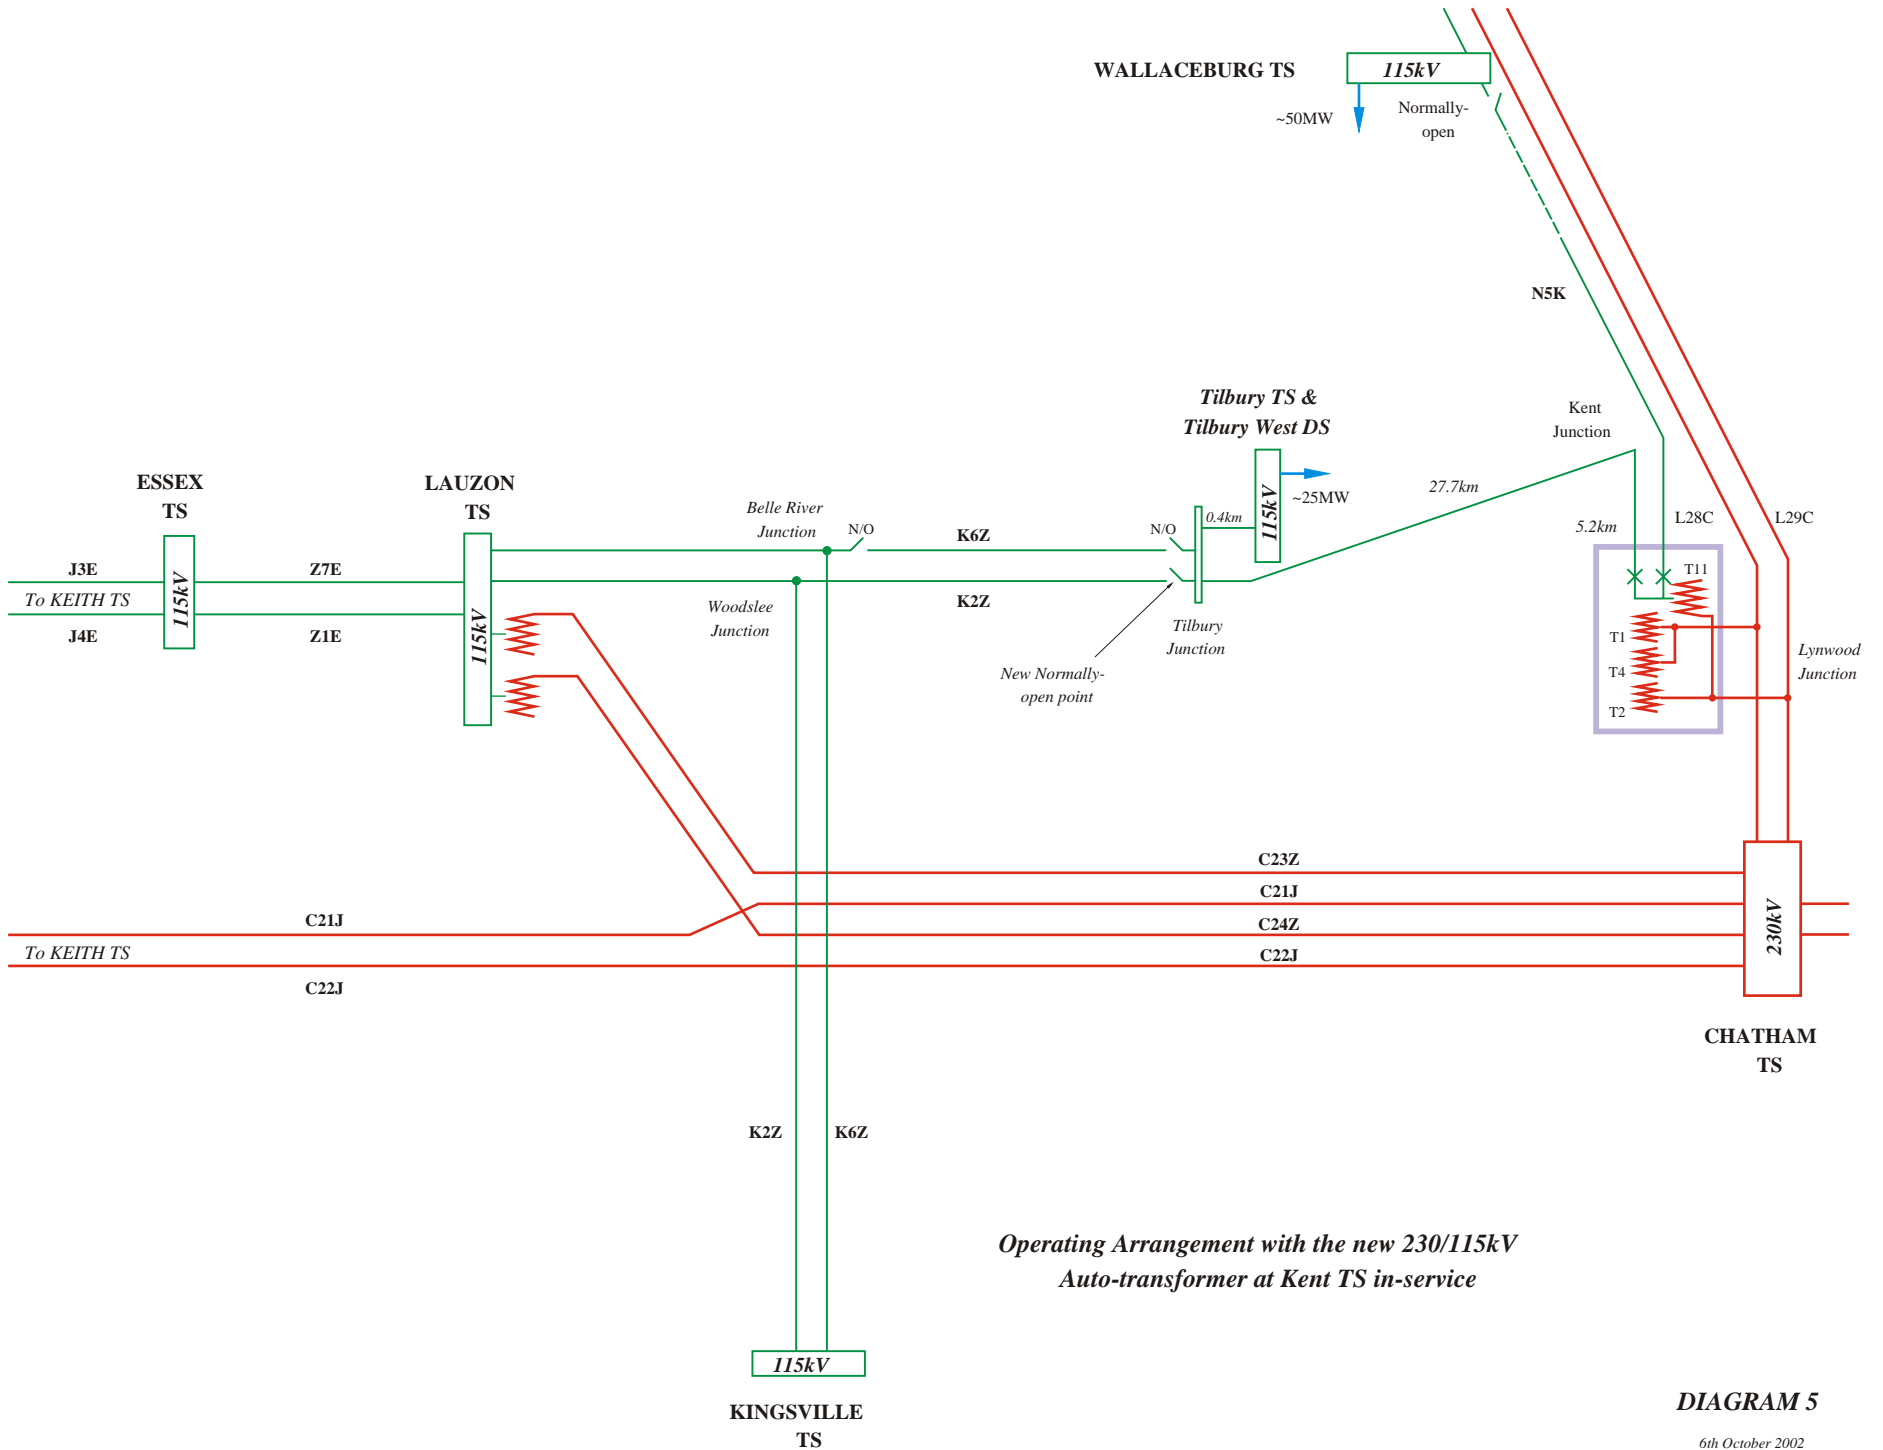 WALLACEBURG TS
115kV
~50MW
Normally-
open
N5K
Tilbury TS &
Tilbury West DS
115kV
~25MW
0.4km
27.7km
Kent
Junction
5.2km
L28C
L29C
T11
T1
T4
T2
Lynwood
Junction
ESSEX
TS
115kV
LAUZON
TS
115kV
J3E
To KEITH TS
J4E
Z7E
Z1E
Belle River
Junction
N/O
K6Z
N/O
K2Z
Woodslee
Junction
Tilbury
Junction
New Normally-
open point
C23Z
C21J
C24Z
C22J
C21J
To KEITH TS
C22J
230kV
CHATHAM
TS
K2Z
K6Z
115kV
KINGSVILLE
TS
Operating Arrangement with the new 230/115kV
Auto-transformer at Kent TS in-service
DIAGRAM 5
6th October 2002